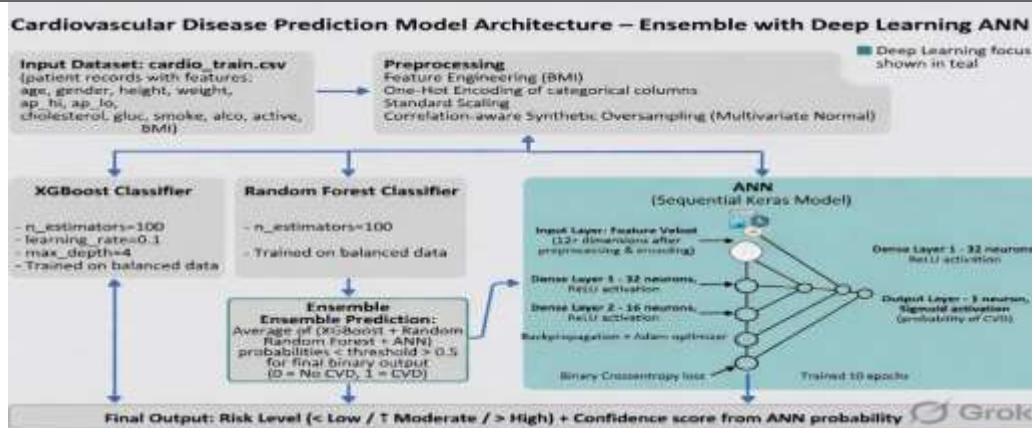 Cardiovascular Disease Prediction Model Architecture – Ensemble with Deep Learning ANN
Deep Learning focus
shown in teal
Input Dataset: cardio_train.csv
(patient records with features:
age, gender, height, weight,
ap_hi, ap_lo,
cholesterol, gluc, smoke, alco, active,
BMI)
Preprocessing
Feature Engineering (BMI)
One-Hot Encoding of categorical columns
Standard Scaling
Correlation-aware Synthetic Oversampling (Multivariate Normal)
XGBoost Classifier
- n_estimators=100
- learning_rate=0.1
- max_depth=4
- Trained on balanced data
Random Forest Classifier
- n_estimators=100
- Trained on balanced data
Ensemble
Ensemble Prediction:
Average of (XGBoost + Random
Random Forest + ANN)
probabilities < threshold > 0.5
for final binary output
(0 = No CVD, 1 = CVD)
ANN
(Sequential Keras Model)
Input Layer: Feature
(12+ dimensions after
preprocessing & encoding)
Dense Layer 1 - 32 neurons,
ReLU activation
Dense Layer 2 - 16 neurons,
ReLU activation
Backpropagation + Adam optimizer
Binary Crossentropy loss
Dense Layer 1 - 32 neurons
ReLU activation
Output Layer - 1 neuron,
Sigmoid activation
(probability of CVD)
Trained 10 epochs
Final Output: Risk Level (< Low / ↑ Moderate / > High) + Confidence score from ANN probability
Grok